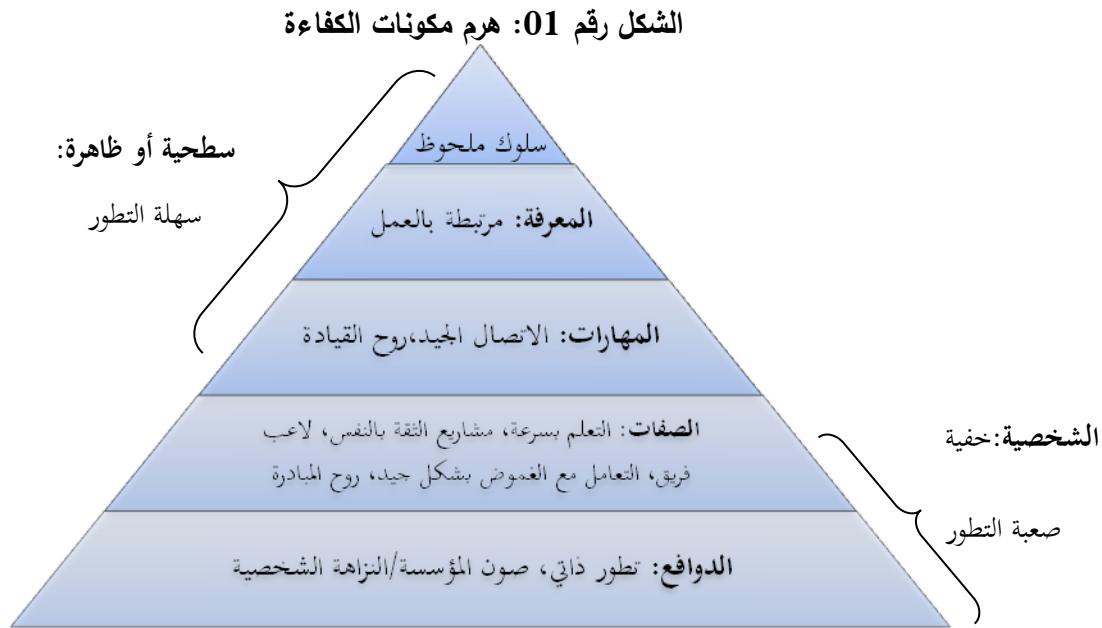 الشكل رقم 01: هرم مكونات الكفاءة
سلوك ملحوظ
سطحية أو ظاهرة:
سهلة التطور
المعرفة: مرتبطة بالعمل
المهارات: الاتصال الجيد،روح القيادة
الصفات: التعلم بسرعة، مشاريع الثقة بالنفس، لاعب
فريق، التعامل مع الغموض بشكل جيد، روح المبادرة
الشخصية:خفية
صعبة التطور
الدوافع: تطور ذاتي، صون المؤسسة/النزاهة الشخصية